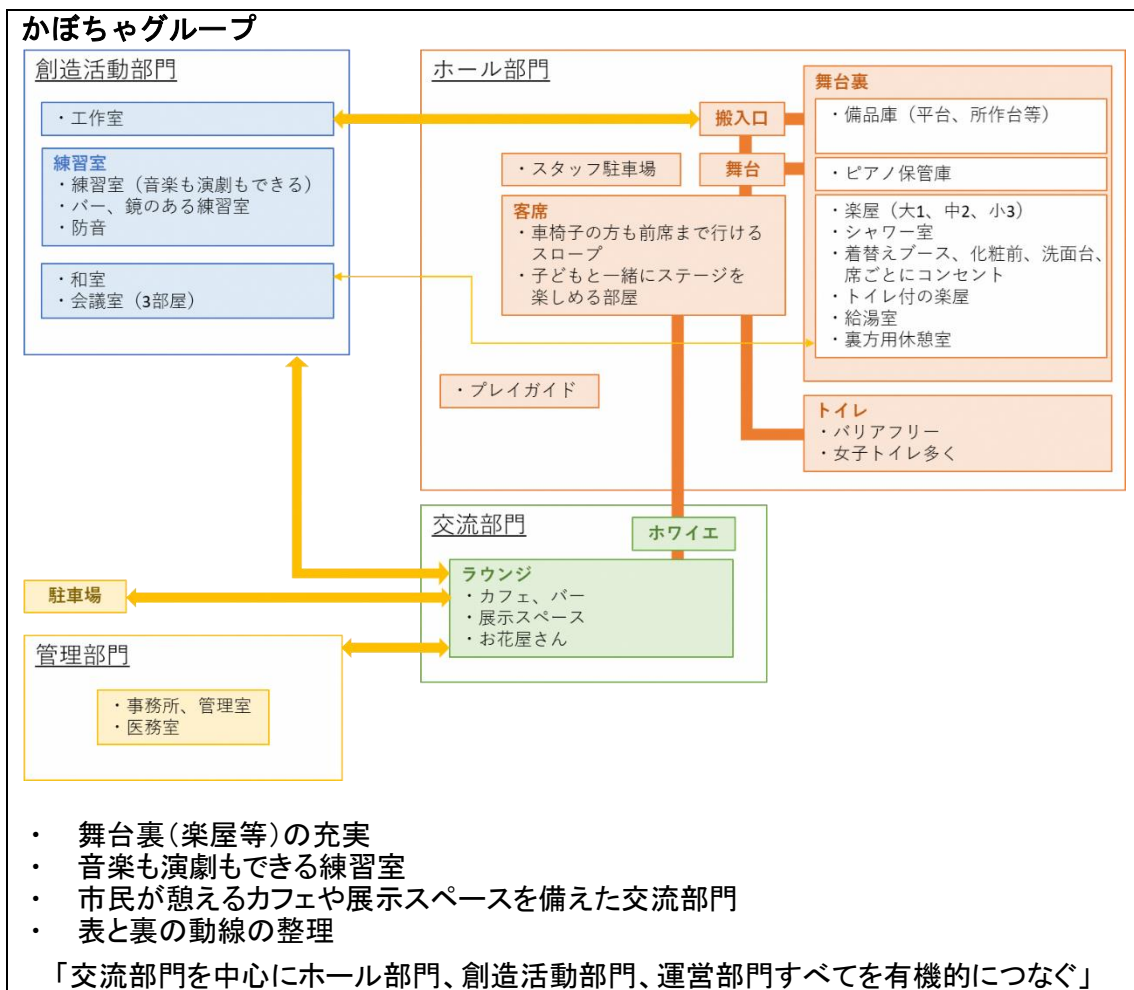 かぼちゃグループ
創造活動部門
・工作室
練習室
・練習室（音楽も演劇もできる）
・バー、鏡のある練習室
・防音
・和室
・会議室（3部屋）
ホール部門
搬入口
・スタッフ駐車場
舞台
客席
・車椅子の方も前席まで行ける
スロープ
・子どもと一緒にステージを
楽しめる部屋
・プレイガイド
舞台裏
・備品庫（平台、所作台等）
・ピアノ保管庫
・楽屋（大1、中2、小3）
・シャワー室
・着替えブース、化粧前、洗面台、
席ごとにコンセント
・トイレ付の楽屋
・給湯室
・裏方用休憩室
トイレ
・バリアフリー
・女子トイレ多く
交流部門
ホワイエ
ラウンジ
・カフェ、バー
・展示スペース
・お花屋さん
駐車場
管理部門
・事務所、管理室
・医務室
・ 舞台裏（楽屋等）の充実
・ 音楽も演劇もできる練習室
・ 市民が憩えるカフェや展示スペースを備えた交流部門
・ 表と裏の動線の整理
「交流部門を中心にホール部門、創造活動部門、運営部門すべてを有機的につなぐ」